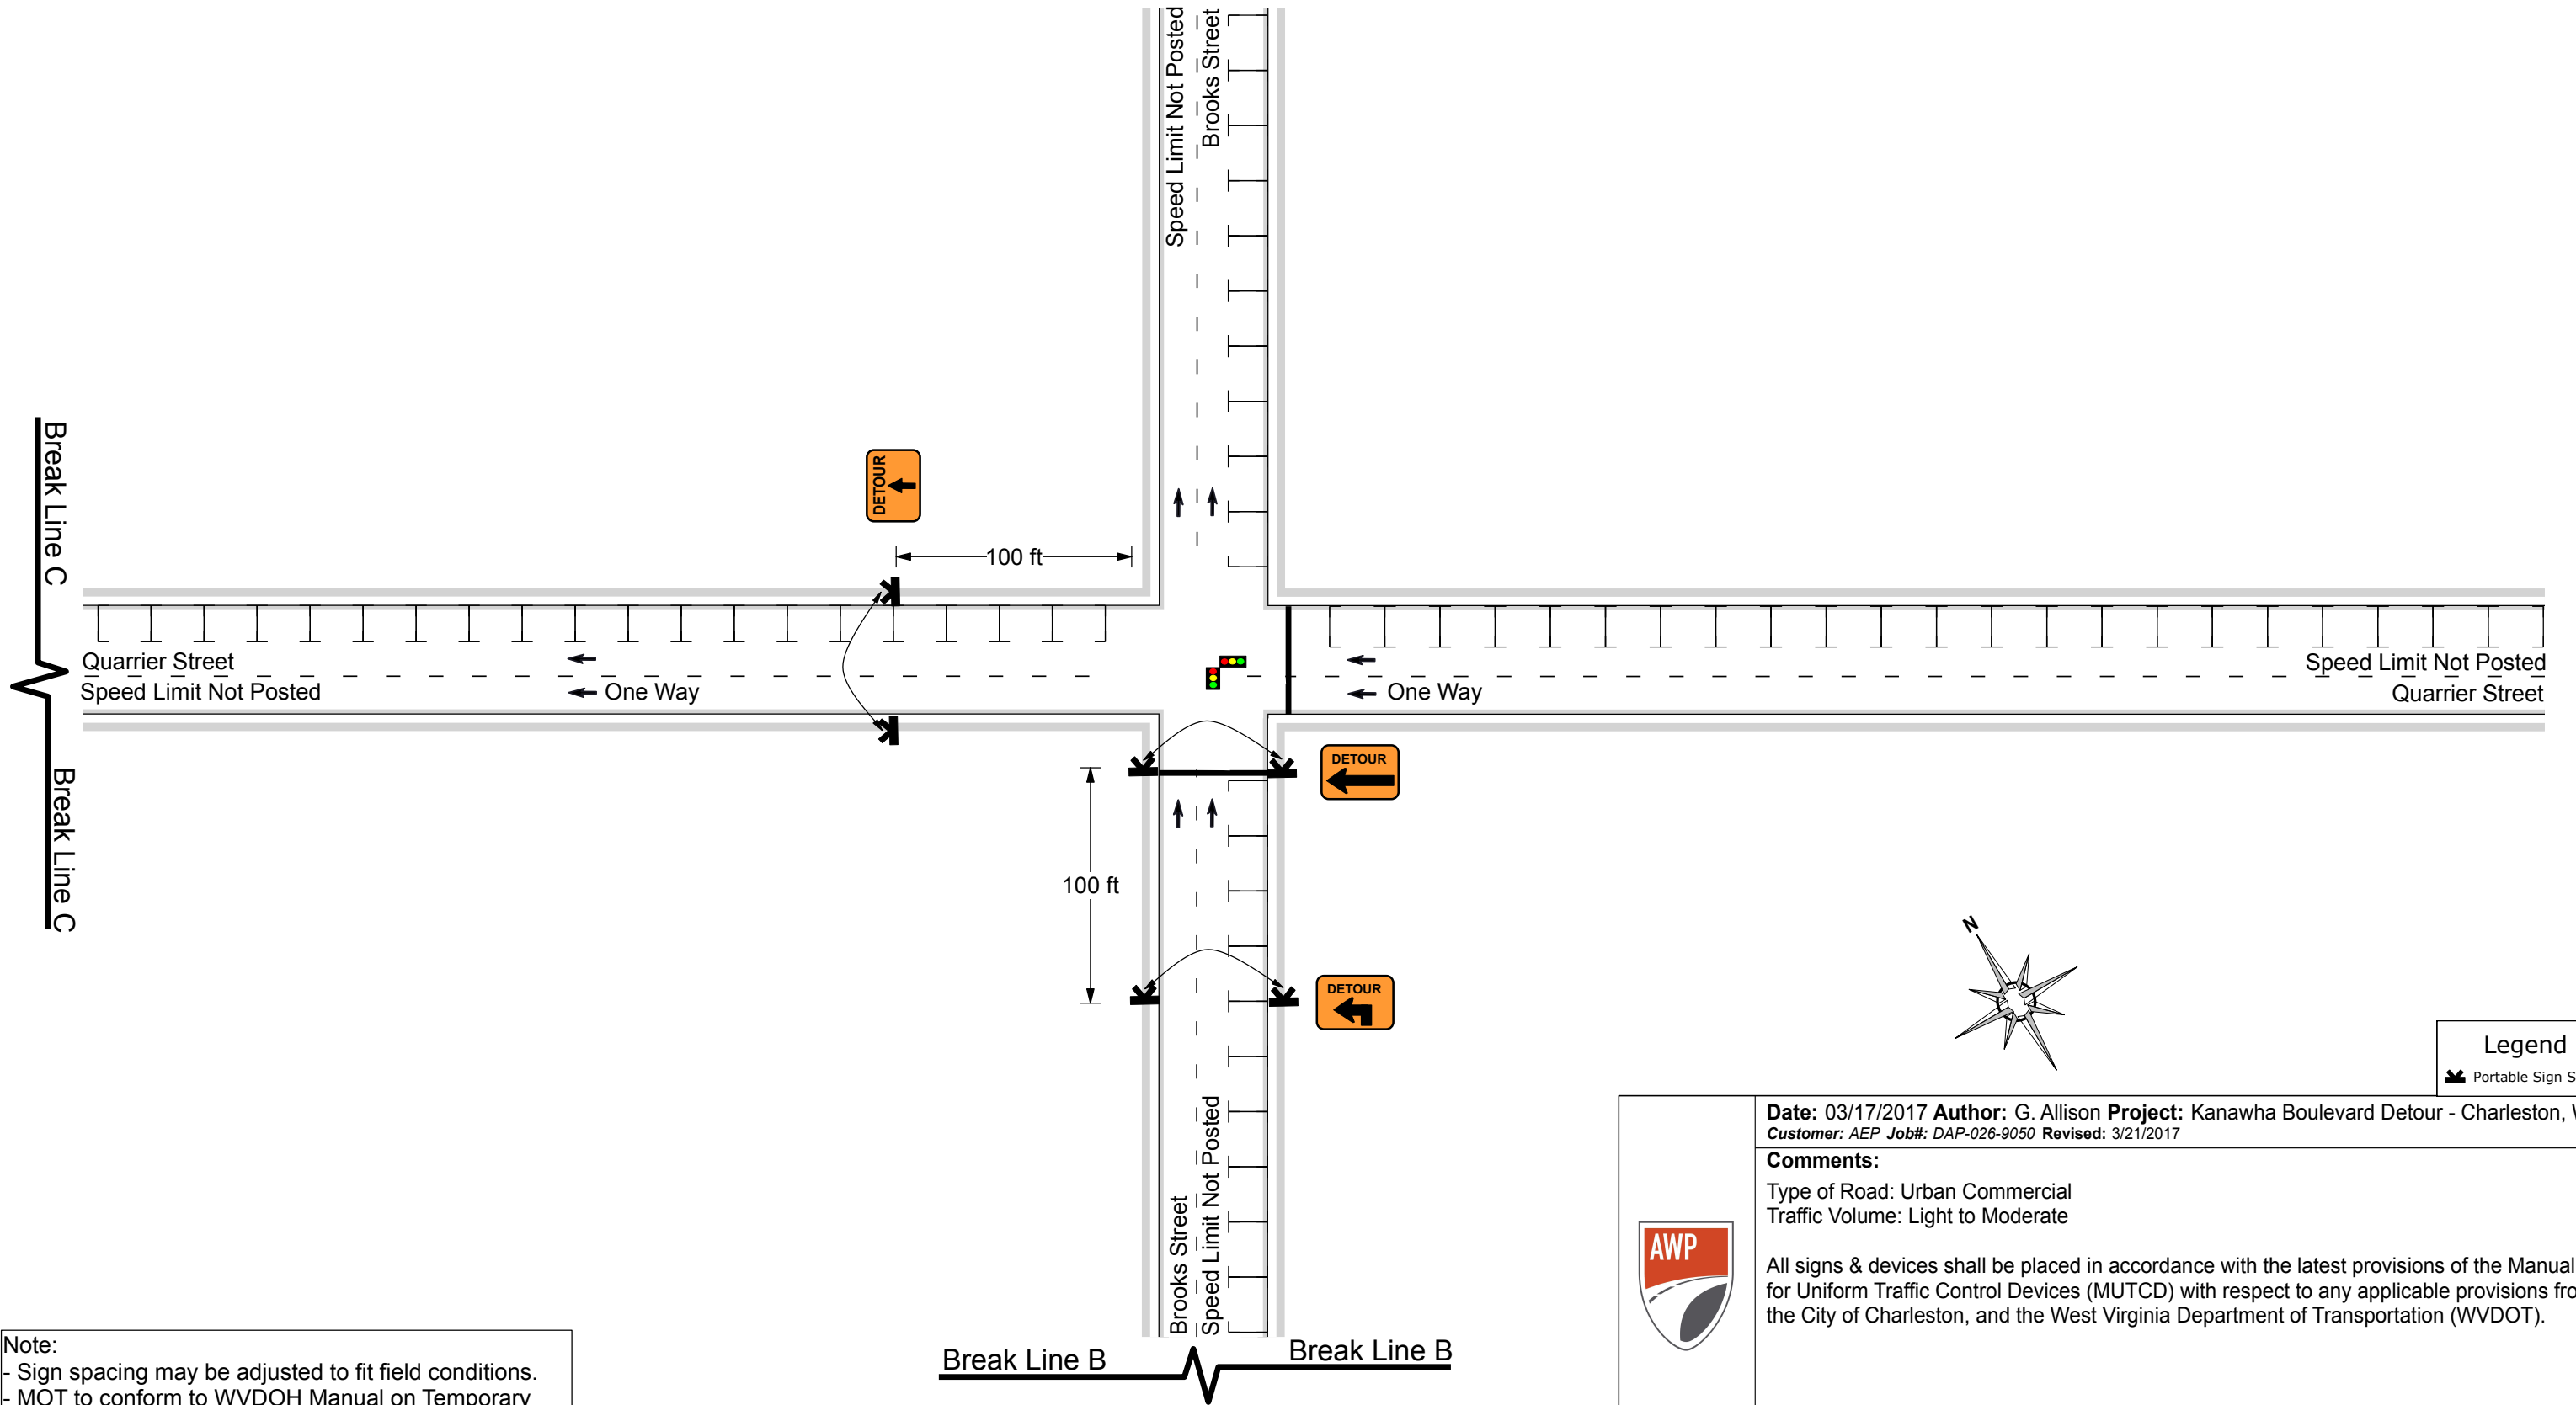 Speed Limit Not Posted
Brooks Street
Break Line C
DETOUR
100 ft
Quarrier Street
Speed Limit Not Posted
One Way
One Way
Speed Limit Not Posted
Quarrier Street
Break Line C
DETOUR
100 ft
DETOUR
N
Legend
Portable Sign
Brooks Street
Speed Limit Not Posted
Date: 03/17/2017 Author: G. Allison Project: Kanawha Boulevard Detour - Charleston,
Customer: AEP Job#: DAP-026-9050 Revised: 3/21/2017
Comments:
Type of Road: Urban Commercial
Traffic Volume: Light to Moderate
AWP
All signs & devices shall be placed in accordance with the latest provisions of the Manual
for Uniform Traffic Control Devices (MUTCD) with respect to any applicable provisions
the City of Charleston, and the West Virginia Department of Transportation (WVDOT).
Break Line B
Break Line B
Note:
- Sign spacing may be adjusted to fit field conditions.
- MOT to conform to WVDOH Manual on Temporary